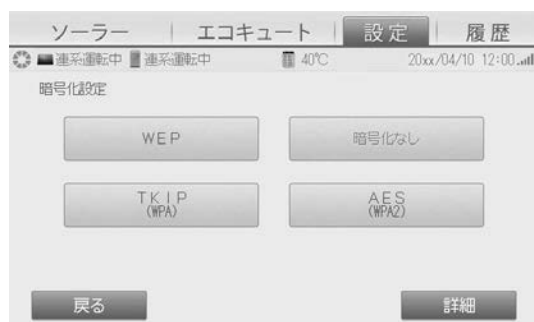 ソーラー エコキュート 設定 履歴
連系運転中 連系運転中 40℃ 20xx/04/10 12:00
暗号化設定
WEP 暗号化なし
TKIP AES
(WPA) (WPA2)
戻る 詳細